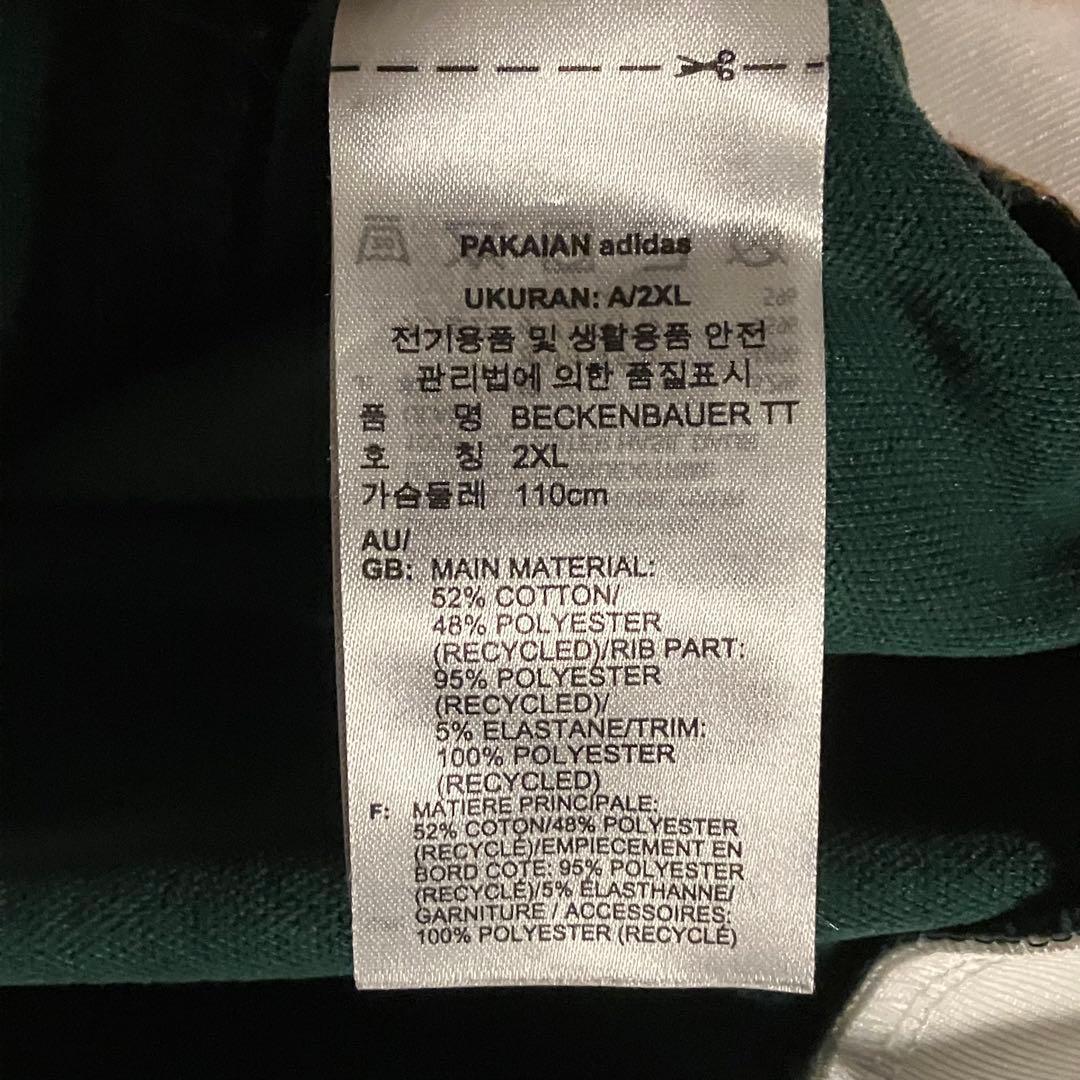 PAKAIAN adidas
UKURAN: A/2XL
전기용품 및 생활용품 안전
관리법에 의한 품질표시
품 명 BECKENBAUER TT
호 칭 2XL
가슴둘레 110cm
AU/
GB: MAIN MATERIAL:
52% COTTON/
48% POLYESTER
(RECYCLED)/RIB PART:
95% POLYESTER
(RECYCLED)/
5% ELASTANE/TRIM:
100% POLYESTER
(RECYCLED)
F: MATIERE PRINCIPALE:
52% COTON/48% POLYESTER
(RECYCLÉ)/EMPIECEMENT EN
BORD COTE: 95% POLYESTER
(RECYCLÉ)/5% ÉLASTHANNE/
GARNITURE / ACCESSOIRES:
100% POLYESTER (RECYCLÉ)